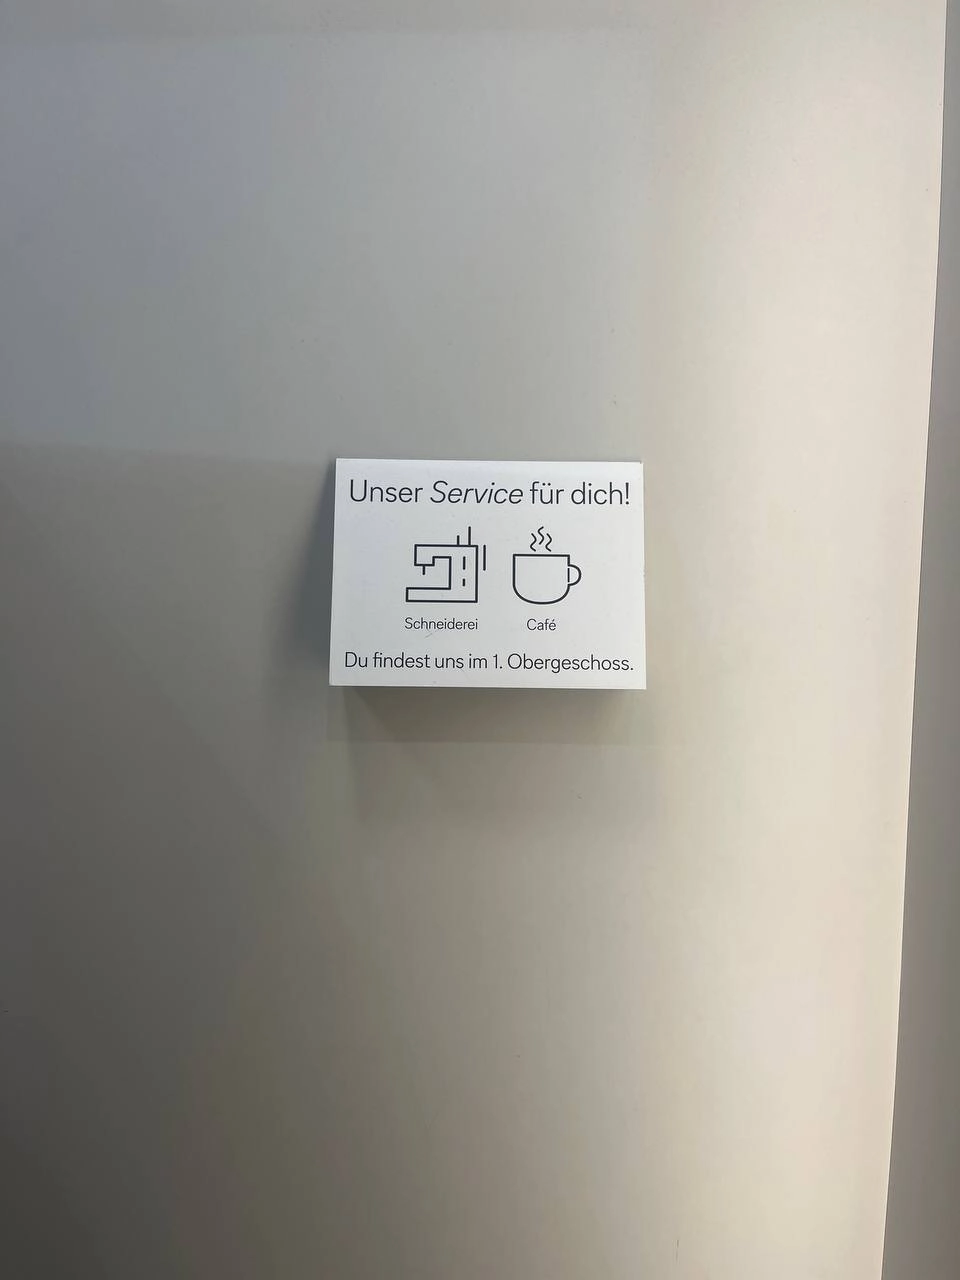 Unser Service für dich!
Schneiderei Café
Du findest uns im 1. Obergeschoss.